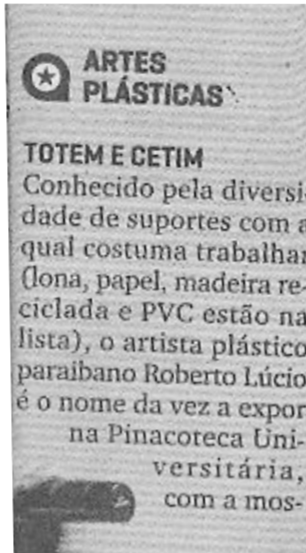 ARTES
PLÁSTICAS
TOTEM E CETIM
Conhecido pela diversi-
dade de suportes com a
qual costuma trabalhar
(lona, papel, madeira re-
ciclada e PVC estão na
lista), o artista plástico
paraibano Roberto Lúcio
é o nome da vez a expor
na Pinacoteca Uni-
versitária,
com a mos-